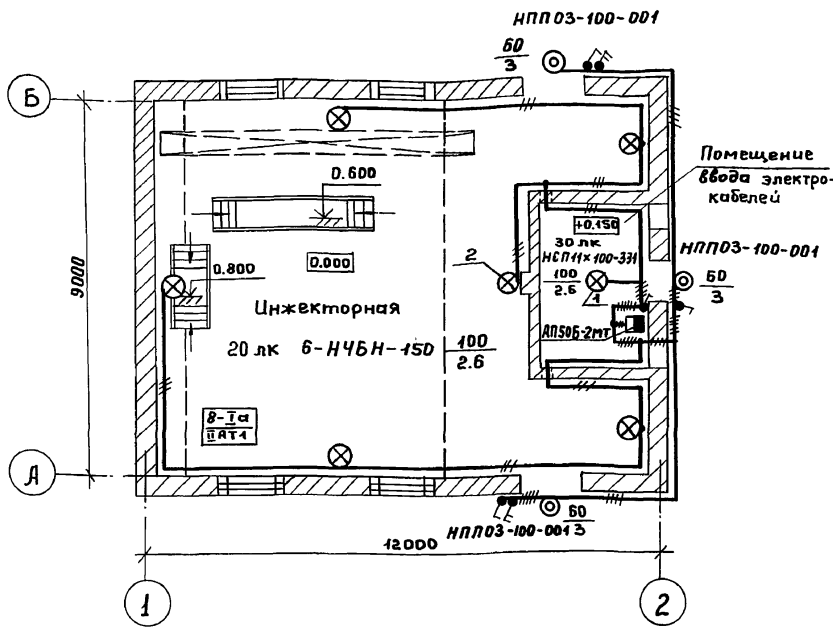 НПП03-100-001
60
3
Б
Помещение
ввода электро-
кабелей
0.600
+0.150
30 лк
НПП03-100-001
НСП11×100-331
60
3
2
0.000
100
2.6
1
0.800
9000
Инжекторная
АП50Б-2МТ
20 лк 6-НЧБН-150 100
2.6
В-Iа
IIАТ1
А
60
3
НПП03-100-001
12000
1
2